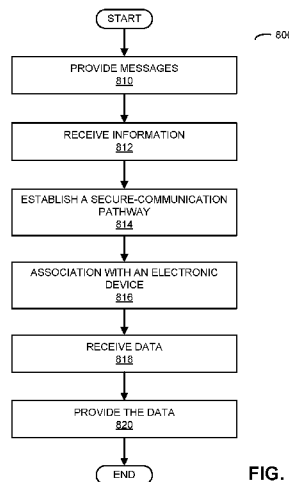 START
PROVIDE MESSAGES
810
RECEIVE INFORMATION
812
ESTABLISH A SECURE-COMMUNICATION
PATHWAY
814
ASSOCIATION WITH AN ELECTRONIC
DEVICE
816
RECEIVE DATA
818
PROVIDE THE DATA
820
END
FIG.